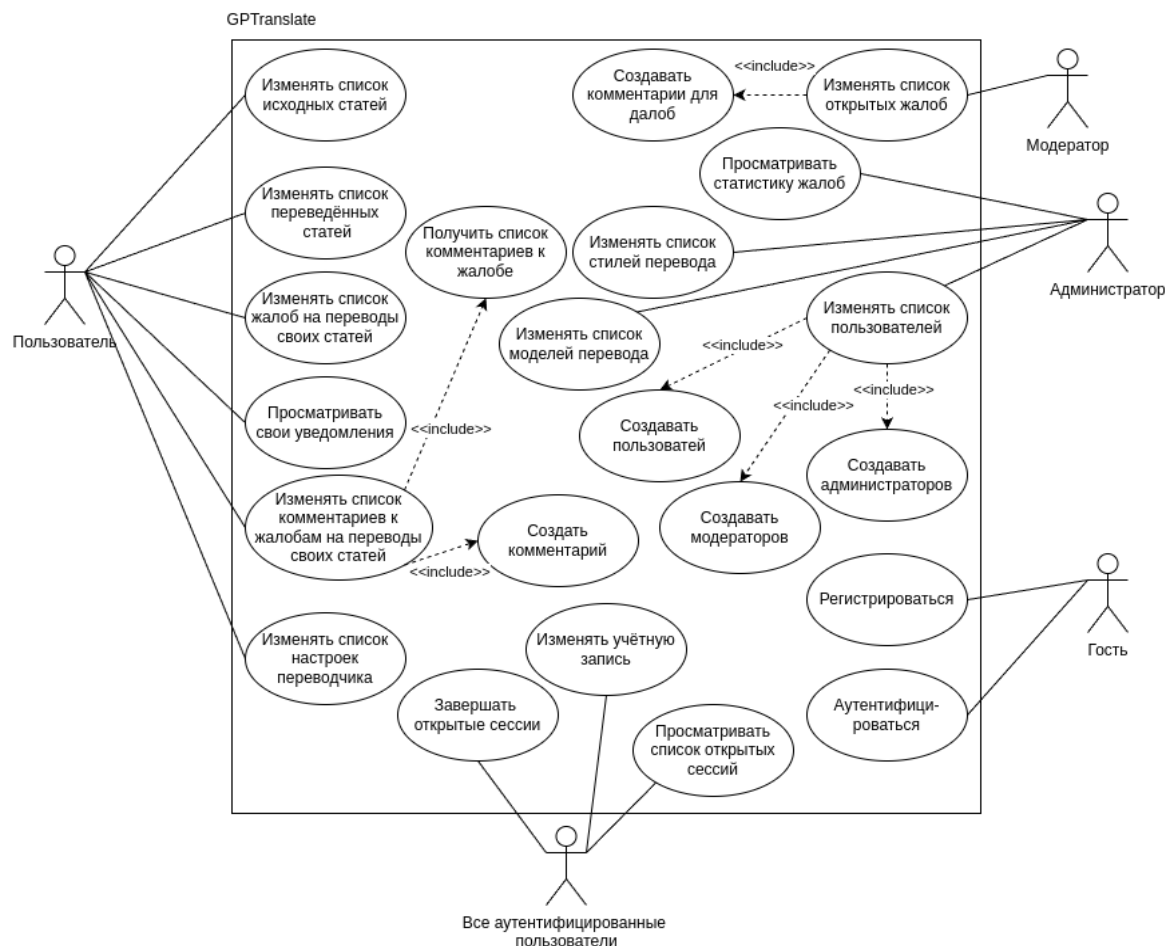 GPTranslate
Изменять список
исходных статей
Создавать
комментарии для
далоб
<<include>>
Изменять список
открытых жалоб
Модератор
Просматривать
статистику жалоб
Изменять список
переведённых
статей
Получить список
комментариев к
жалобе
Изменять список
стилей перевода
Администратор
Пользователь
Изменять список
жалоб на переводы
своих статей
Изменять список
моделей перевода
Изменять список
пользователей
<<include>>
<<include>>
<<include>>
Просматривать
свои уведомления
<<include>>
Создавать
пользоватей
Создавать
администраторов
Изменять список
комментариев к
жалобам на переводы
своих статей
Создать
комментарий
<<include>>
Создавать
модераторов
Регистрироваться
Гость
Изменять список
настроек
переводчика
Изменять учётную
запись
Завершать
открытые сессии
Просматривать
список открытых
сессий
Аутентифици-
роваться
Все аутентифицированные
пользователи